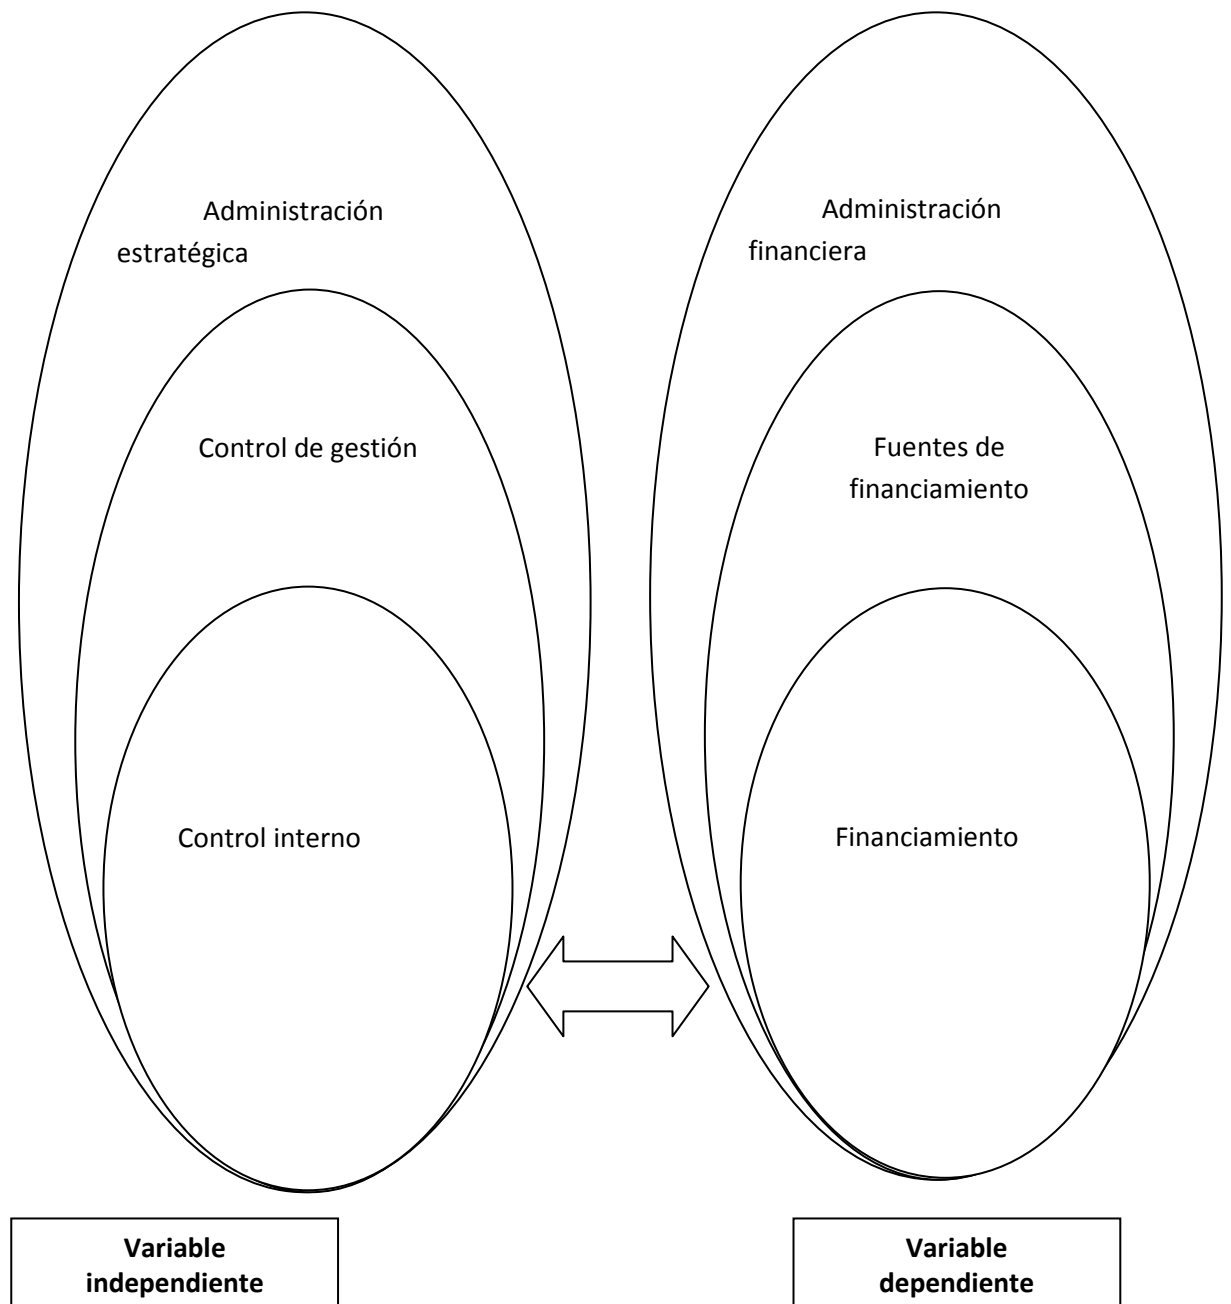 Administración
estratégica
Control de gestión
Control interno
Administración
financiera
Fuentes de
financiamiento
Financiamiento
Variable
independiente
Variable
dependiente